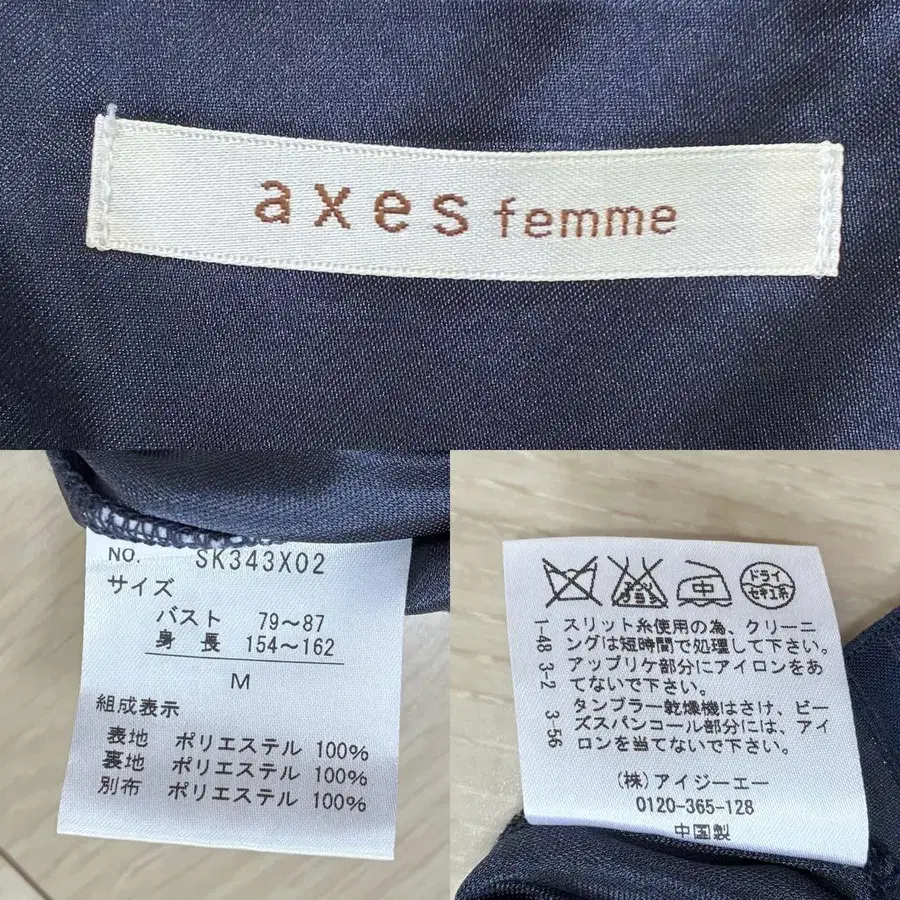 axes femme
NO. SK343X02
サイズ
バスト 79～87
身長 154～162
M
組成表示
表地 ポリエステル 100%
裏地 ポリエステル 100%
別布 ポリエステル 100%
中
ドライ
セキユ系
スリット糸使用の為、クリーニ
ングは短時間で処理して下さい。
アップリケ部分にアイロンをあ
てないで下さい。
タンブラー乾燥機はさけ、ビー
ズスパンコール部分には、アイ
ロンを当てないで下さい。
1-48 3-2 3-56
(株)アイジーエー
0120-365-128
中国製